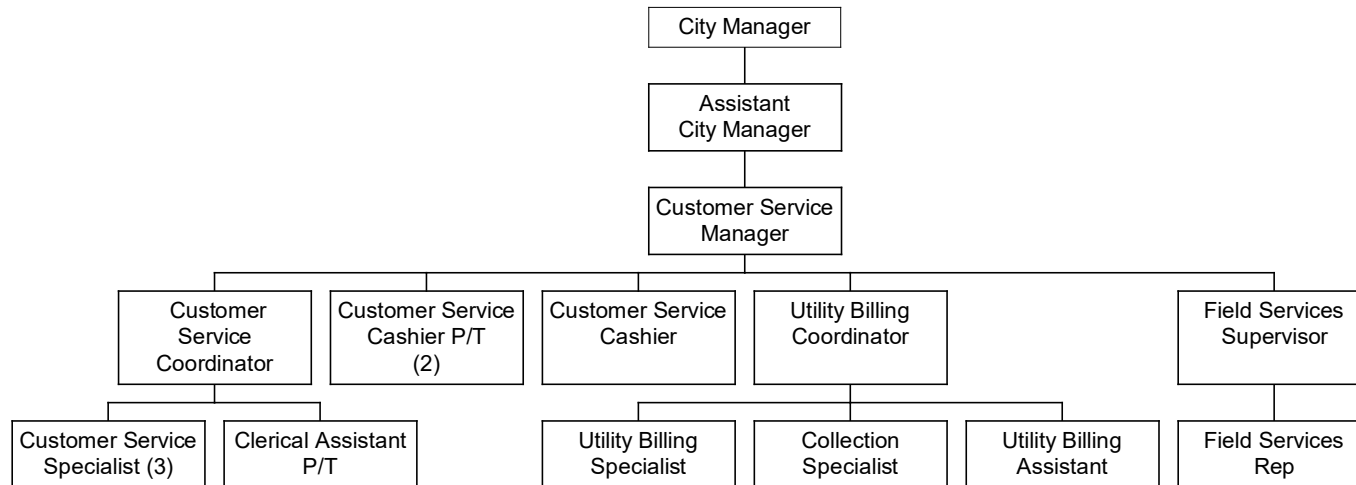 City Manager
Assistant
City Manager
Customer Service
Manager
Customer
Service
Coordinator
Customer Service
Cashier P/T
(2)
Customer Service
Cashier
Utility Billing
Coordinator
Field Services
Supervisor
Customer Service
Specialist (3)
Clerical Assistant
P/T
Utility Billing
Specialist
Collection
Specialist
Utility Billing
Assistant
Field Services
Rep